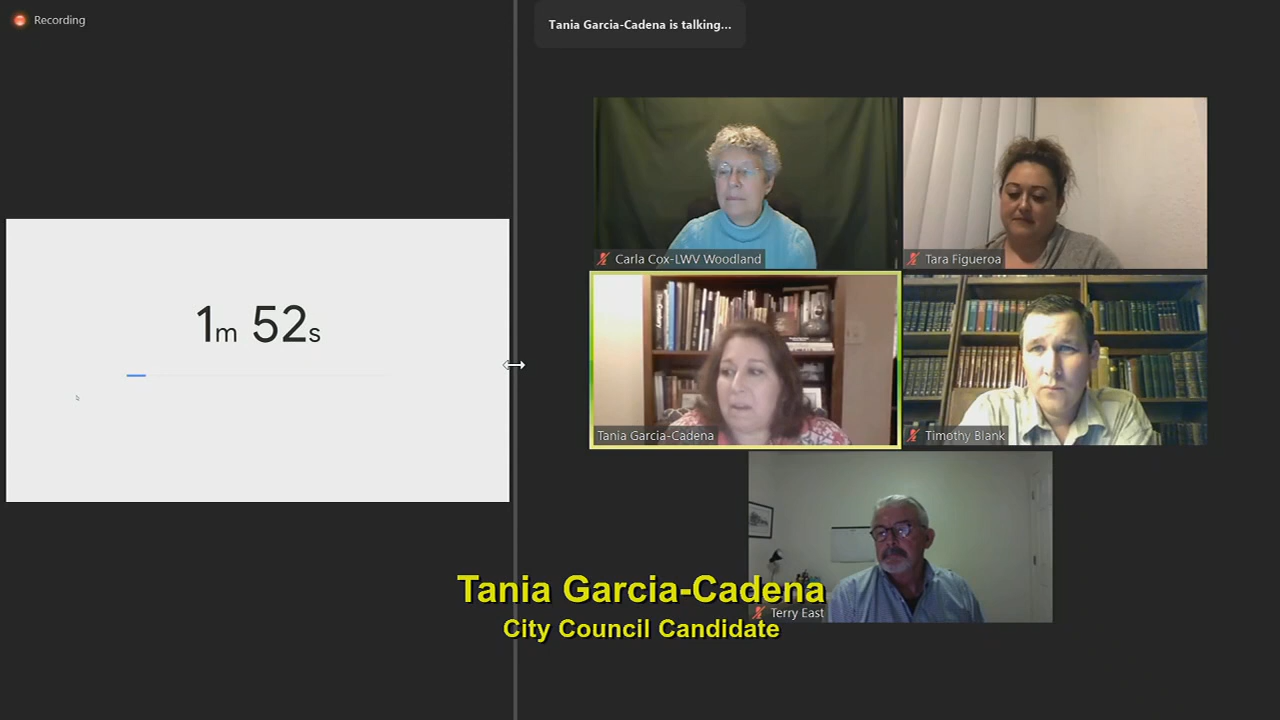 Recording
Tania Garcia-Cadena is talking...
1m 52s
Carla Cox-LWV Woodland
Tara Figueroa
Tania Garcia-Cadena
Timothy Blank
Terry East
Tania Garcia-Cadena
City Council Candidate